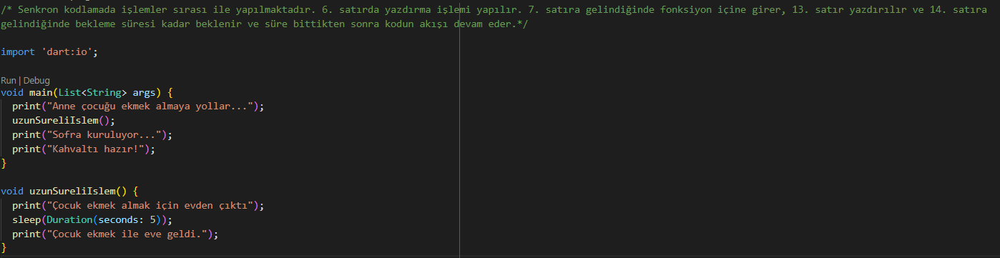 /* Senkron kodlamada işlemler sırası ile yapılmaktadır. 6. satırda yazdırma işlemi yapılır. 7. satıra gelindiğinde fonksiyon içine girer, 13. satır yazdırılır ve 14. satıra
gelindiğinde bekleme süresi kadar beklenir ve süre bittikten sonra kodun akışı devam eder.*/
import 'dart:io';
Run | Debug
void main(List<String> args) {
  print("Anne çocuğu ekmek almaya yollar...");
  uzunSureliIslem();
  print("Sofra kuruluyor...");
  print("Kahvaltı hazır!");
}
void uzunSureliIslem() {
  print("Çocuk ekmek almak için evden çıktı");
  sleep(Duration(seconds: 5));
  print("Çocuk ekmek ile eve geldi.");
}